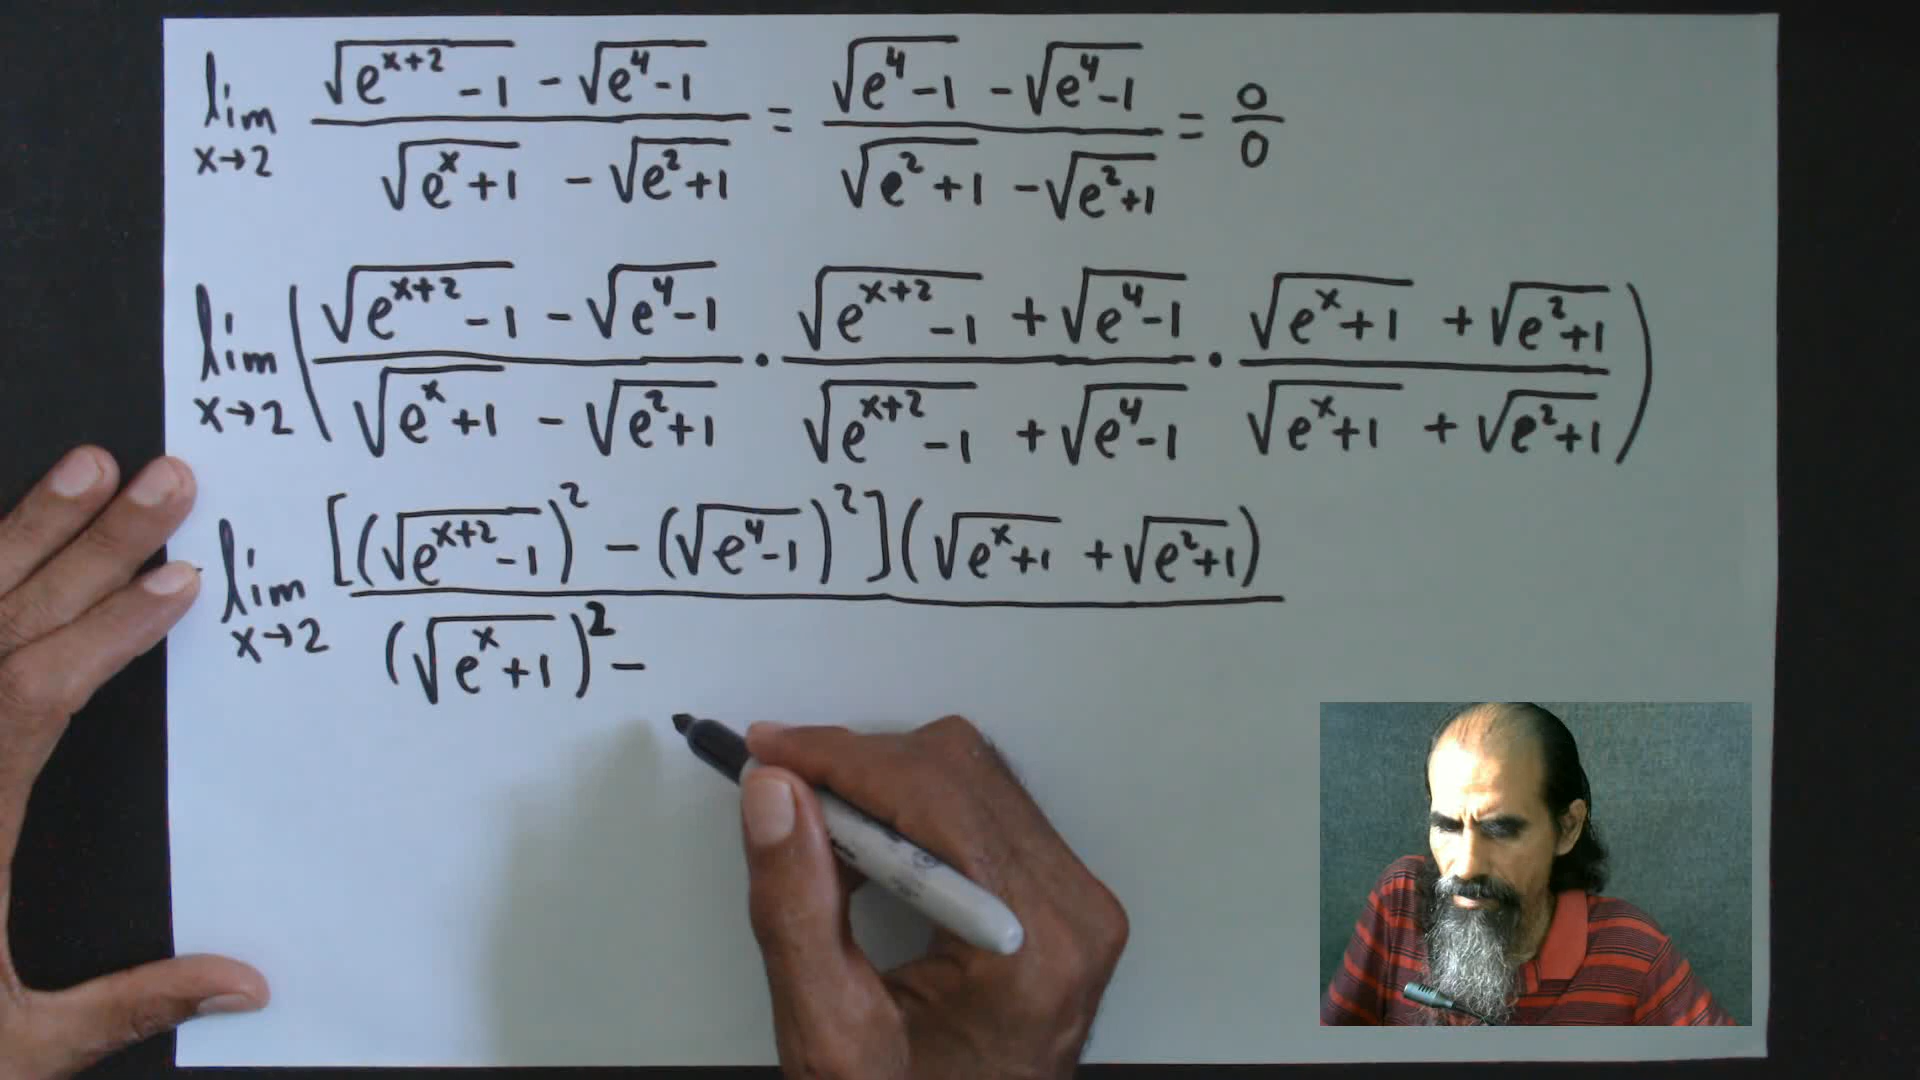 lim x→2 (√(e^(x+2) -1) - √(e^4 -1)) / (√(e^x +1) - √(e^2 +1)) = (√(e^4 -1) - √(e^4 -1)) / (√(e^2 +1) - √(e^2 +1)) = 0/0
lim x→2 ( (√(e^(x+2) -1) - √(e^4 -1)) / (√(e^x +1) - √(e^2 +1)) · (√(e^(x+2) -1) + √(e^4 -1)) / (√(e^(x+2) -1) + √(e^4 -1)) · (√(e^x +1) + √(e^2 +1)) / (√(e^x +1) + √(e^2 +1)) )
lim x→2 [(√(e^(x+2) -1))^2 - (√(e^4 -1))^2](√(e^x +1) + √(e^2 +1)) / (√(e^x +1))^2 -